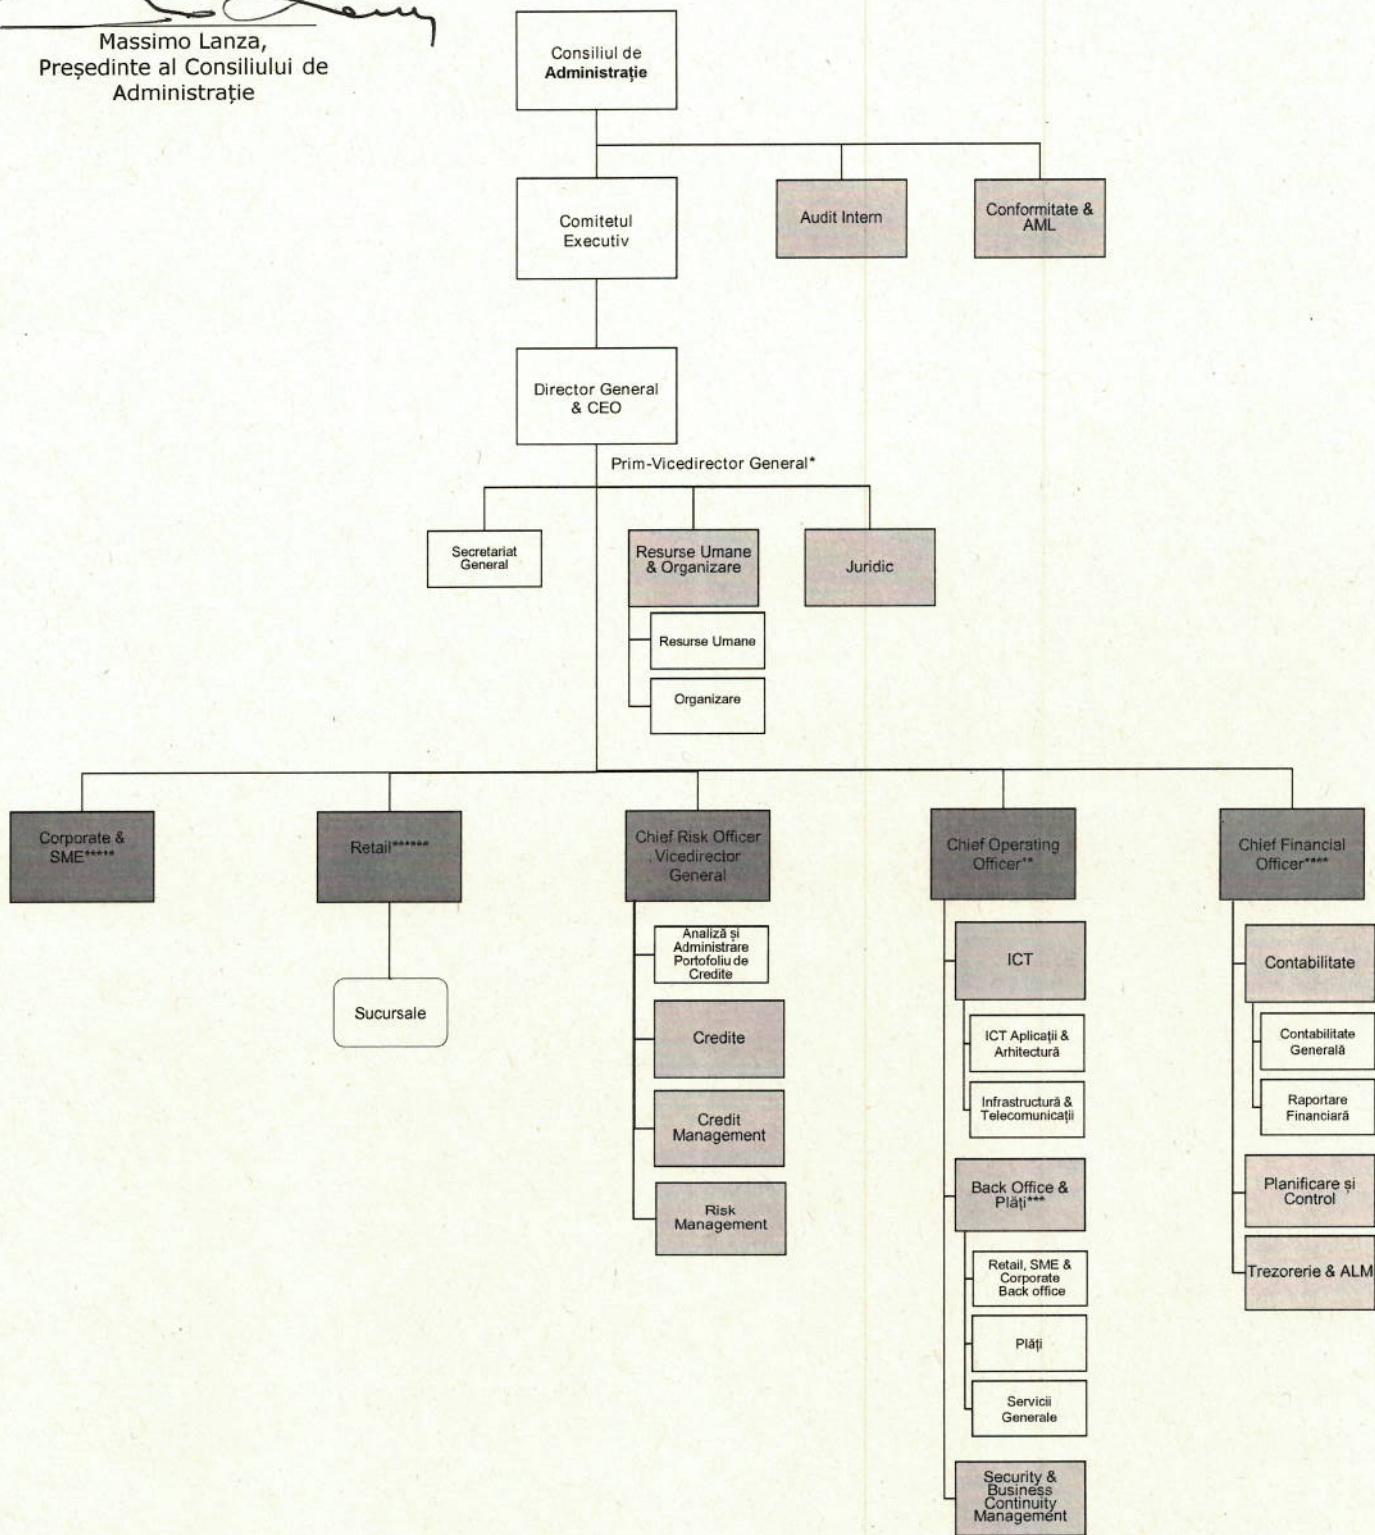 Massimo Lanza,
Președinte al Consiliului de
Administrație
Consiliul de
Administrație
Comitetul
Executiv
Audit Intern
Conformitate &
AML
Director General
& CEO
Prim-Vicedirector General*
Secretariat
General
Resurse Umane
& Organizare
Juridic
Resurse Umane
Organizare
Corporate &
SME*****
Retail******
Chief Risk Officer
, Vicedirector
General
Chief Operating
Officer**
Chief Financial
Officer****
Sucursale
Analiză și
Administrare
Portofoliu de
Credite
Credite
Credit
Management
Risk
Management
ICT
ICT Aplicații &
Arhitectură
Infrastructură &
Telecomunicații
Back Office &
Plăți***
Retail, SME &
Corporate
Back office
Plăți
Servicii
Generale
Security &
Business
Continuity
Management
Contabilitate
Contabilitate
Generală
Raportare
Financiară
Planificare și
Control
Trezorerie & ALM